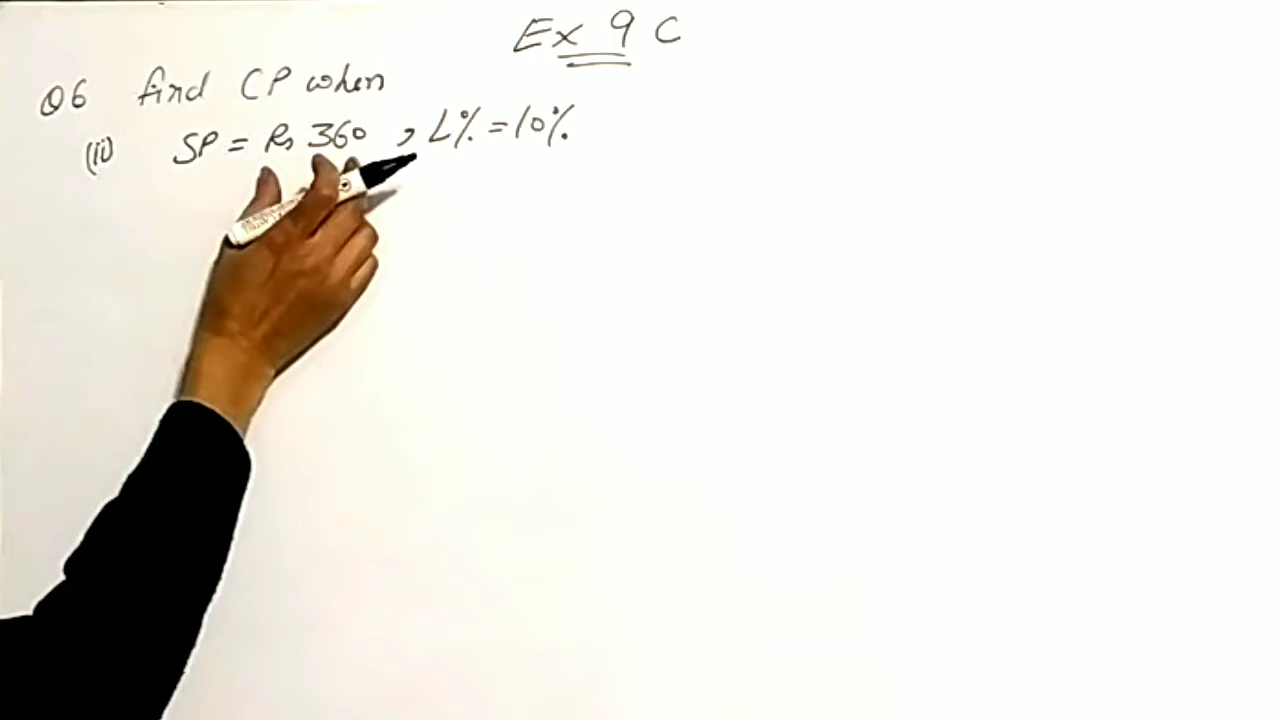 Ex 9 C
Q6 find CP when
(ii) SP = Rs 360 , L% = 10%